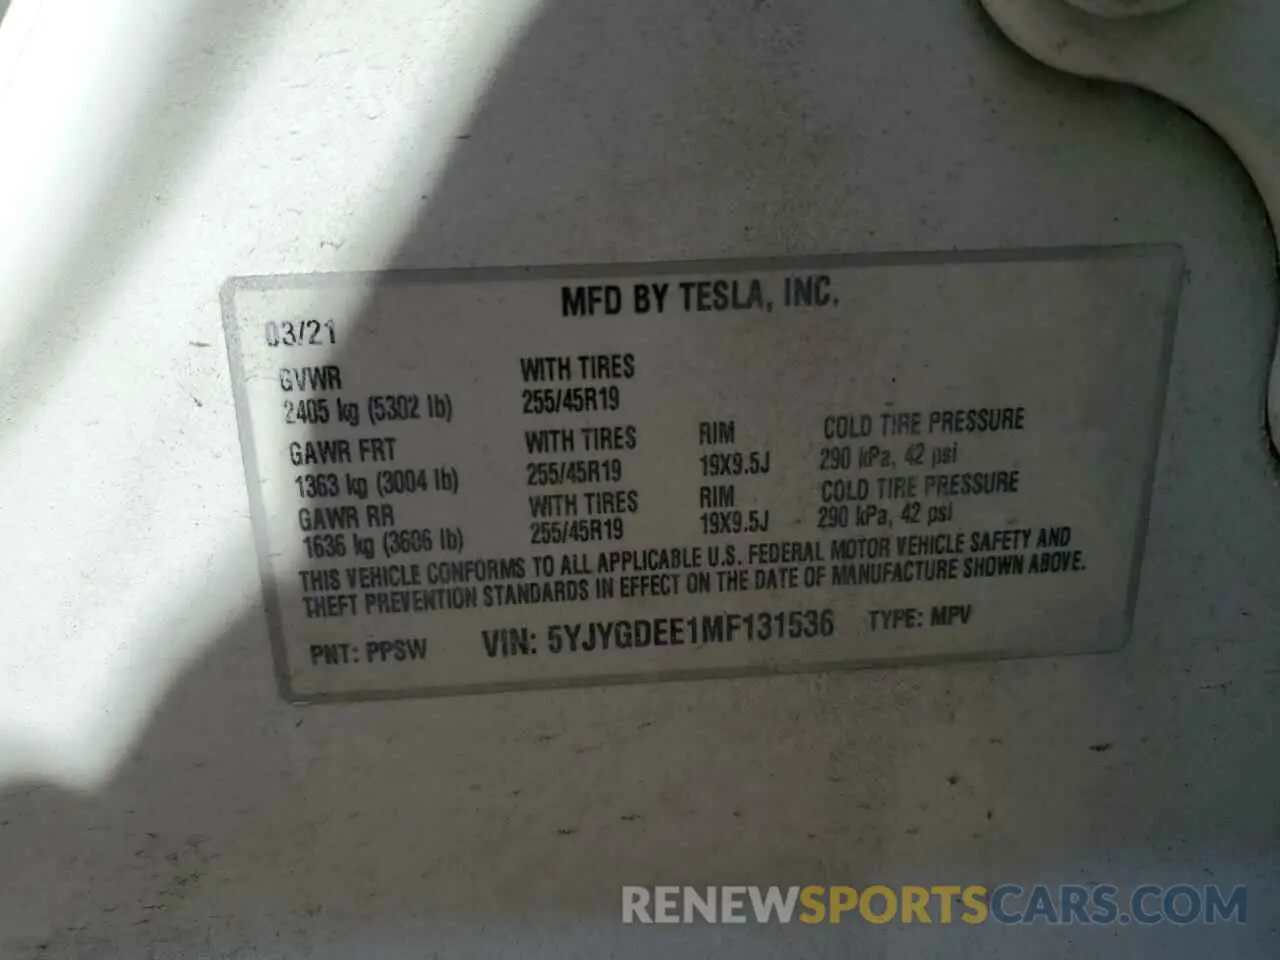 MFD BY TESLA, INC.
03/21
GVWR WITH TIRES
2405 kg (5302 lb) 255/45R19
GAWR FRT WITH TIRES RIM COLD TIRE PRESSURE
1363 kg (3004 lb) 255/45R19 19X9.5J 290 kPa, 42 psi
GAWR RR WITH TIRES RIM COLD TIRE PRESSURE
1636 kg (3606 lb) 255/45R19 19X9.5J 290 kPa, 42 psi
THIS VEHICLE CONFORMS TO ALL APPLICABLE U.S. FEDERAL MOTOR VEHICLE SAFETY AND
THEFT PREVENTION STANDARDS IN EFFECT ON THE DATE OF MANUFACTURE SHOWN ABOVE.
PNT: PPSW VIN: 5YJYGDEE1MF131536 TYPE: MPV
RENEWSPORTSCARS.COM